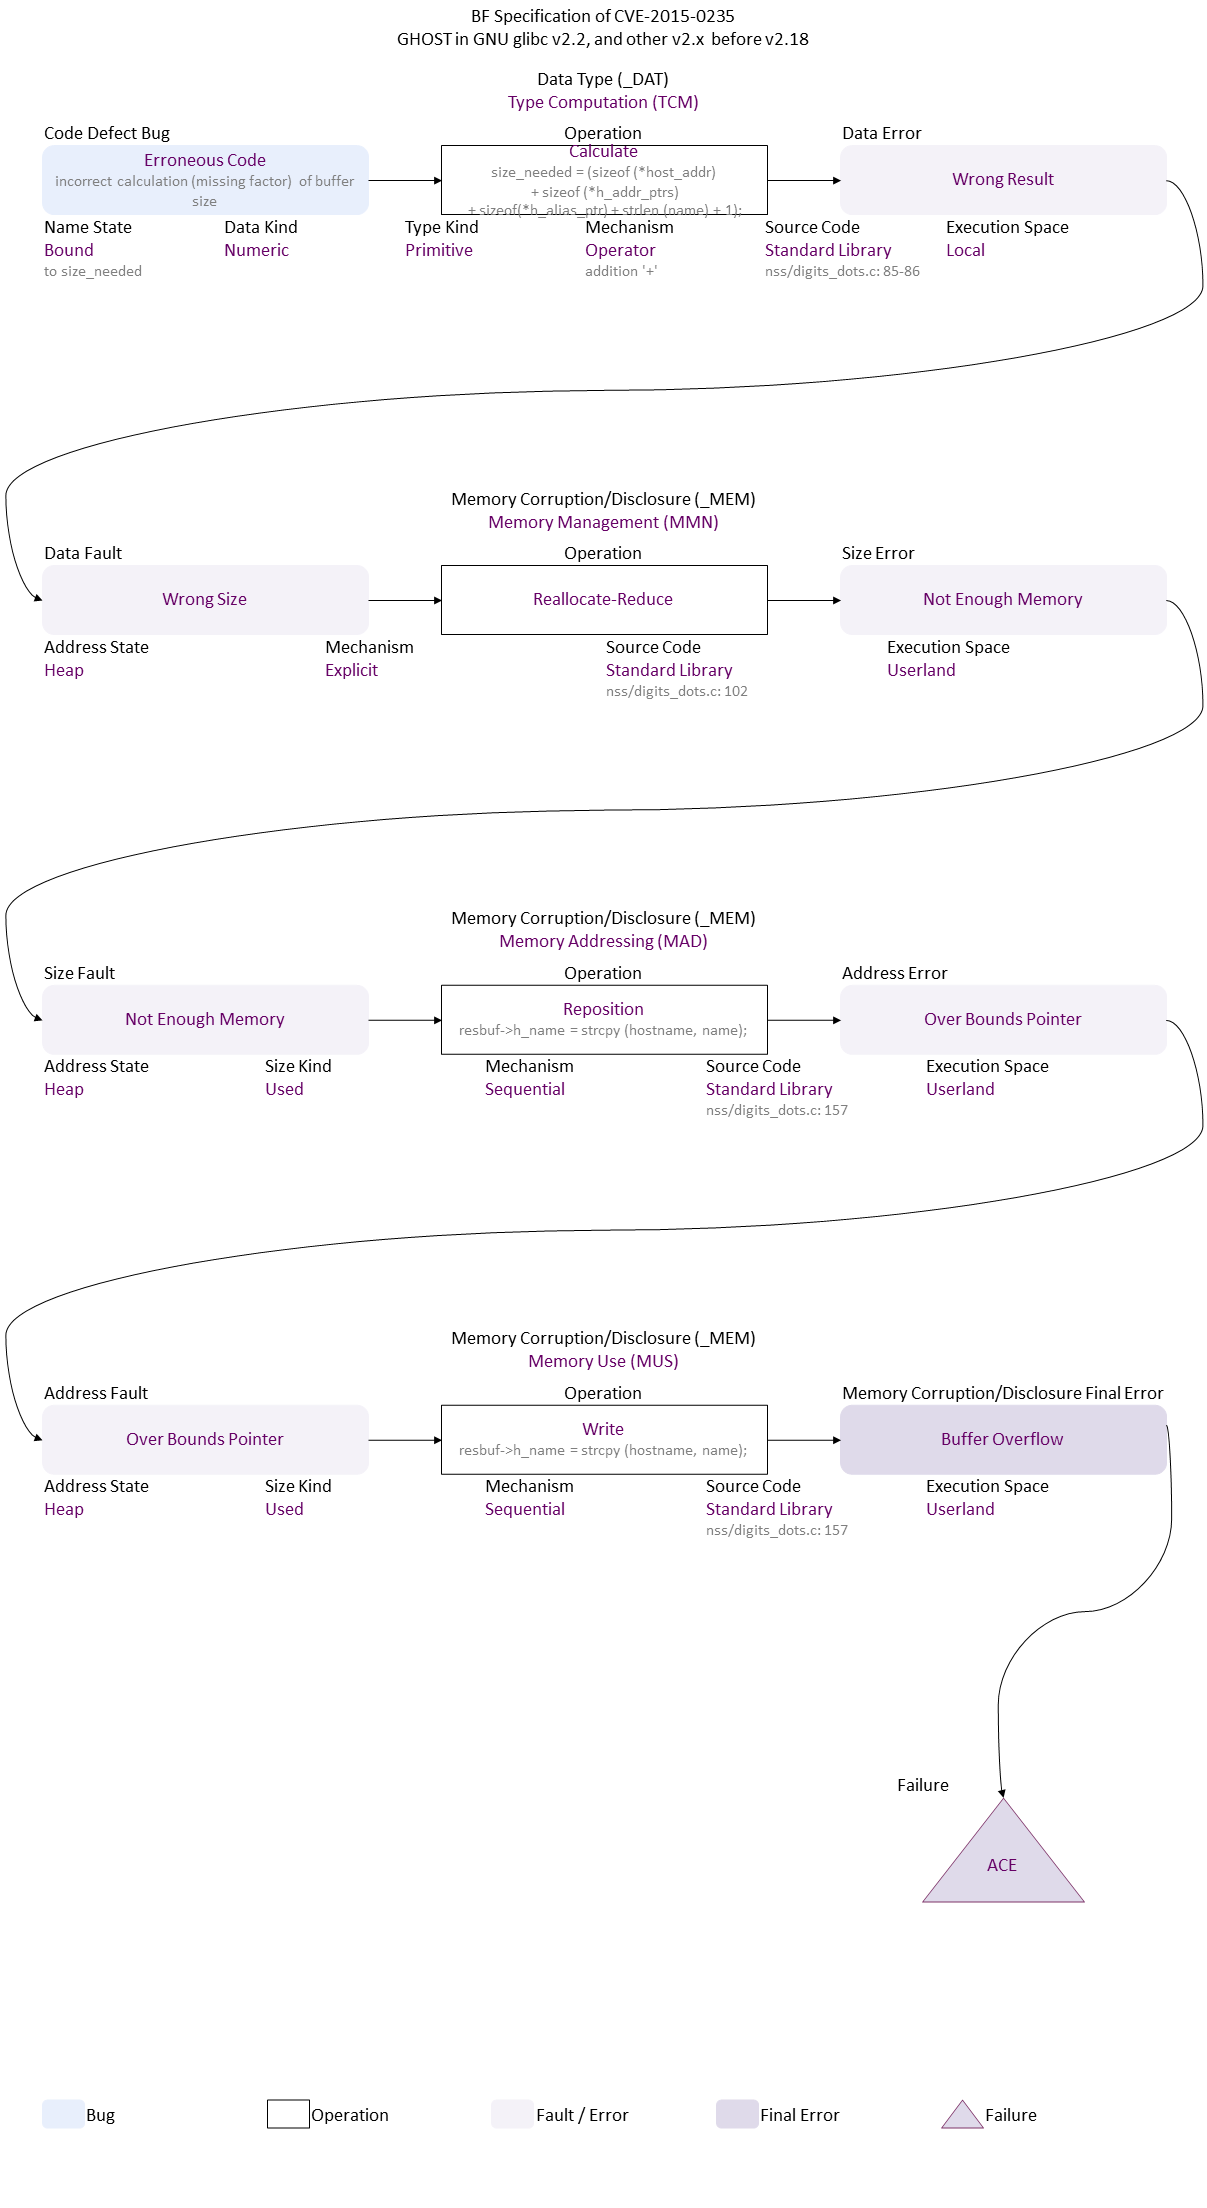 BF Specification of CVE-2015-0235
GHOST in GNU glibc v2.2, and other v2.x before v2.18
Data Type (_DAT)
Type Computation (TCM)
Code Defect Bug
Operation
Data Error
Erroneous Code
incorrect calculation (missing factor) of buffer
size
Calculate
size_needed = (sizeof (*host_addr)
+ sizeof (*h_addr_ptrs)
+ sizeof(*h_alias_ptr) + strlen (name) + 1);
Wrong Result
Name State
Data Kind
Type Kind
Mechanism
Source Code
Execution Space
Bound
Numeric
Primitive
Operator
Standard Library
Local
to size_needed
addition '+'
nss/digits_dots.c: 85-86
Memory Corruption/Disclosure (_MEM)
Memory Management (MMN)
Data Fault
Operation
Size Error
Wrong Size
Reallocate-Reduce
Not Enough Memory
Address State
Mechanism
Source Code
Execution Space
Heap
Explicit
Standard Library
Userland
nss/digits_dots.c: 102
Memory Corruption/Disclosure (_MEM)
Memory Addressing (MAD)
Size Fault
Operation
Address Error
Not Enough Memory
Reposition
resbuf->h_name = strcpy (hostname, name);
Over Bounds Pointer
Address State
Size Kind
Mechanism
Source Code
Execution Space
Heap
Used
Sequential
Standard Library
Userland
nss/digits_dots.c: 157
Memory Corruption/Disclosure (_MEM)
Memory Use (MUS)
Address Fault
Operation
Memory Corruption/Disclosure Final Error
Over Bounds Pointer
Write
resbuf->h_name = strcpy (hostname, name);
Buffer Overflow
Address State
Size Kind
Mechanism
Source Code
Execution Space
Heap
Used
Sequential
Standard Library
Userland
nss/digits_dots.c: 157
Failure
ACE
Bug
Operation
Fault / Error
Final Error
Failure